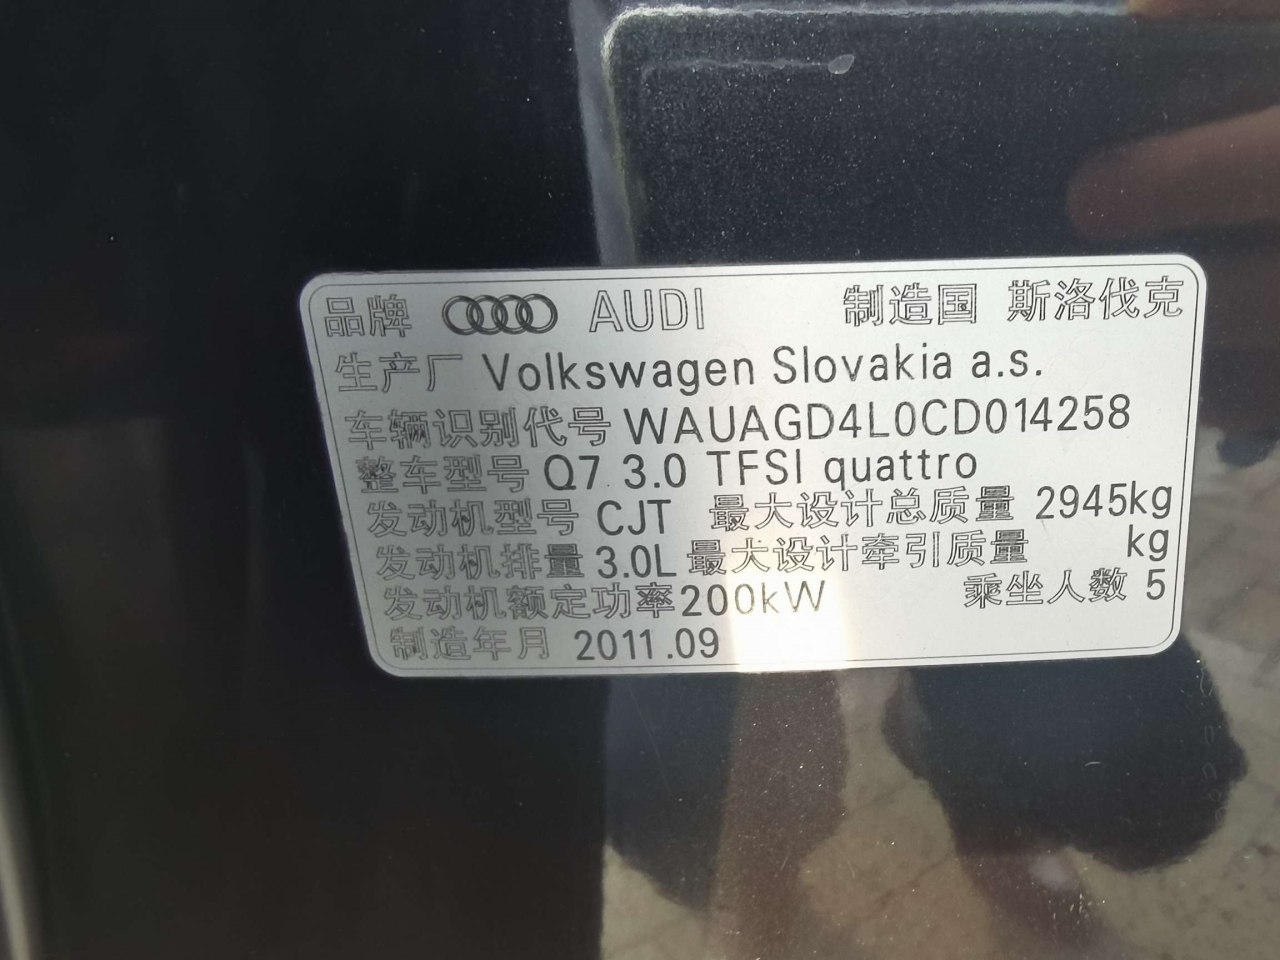 品牌 AUDI 制造国 斯洛伐克
生产厂 Volkswagen Slovakia a.s.
车辆识别代号 WAUAGD4L0CD014258
整车型号 Q7 3.0 TFSI quattro
发动机型号 CJT 最大设计总质量 2945kg
发动机排量 3.0L 最大设计牵引质量 kg
发动机额定功率 200kW 乘坐人数 5
制造年月 2011.09